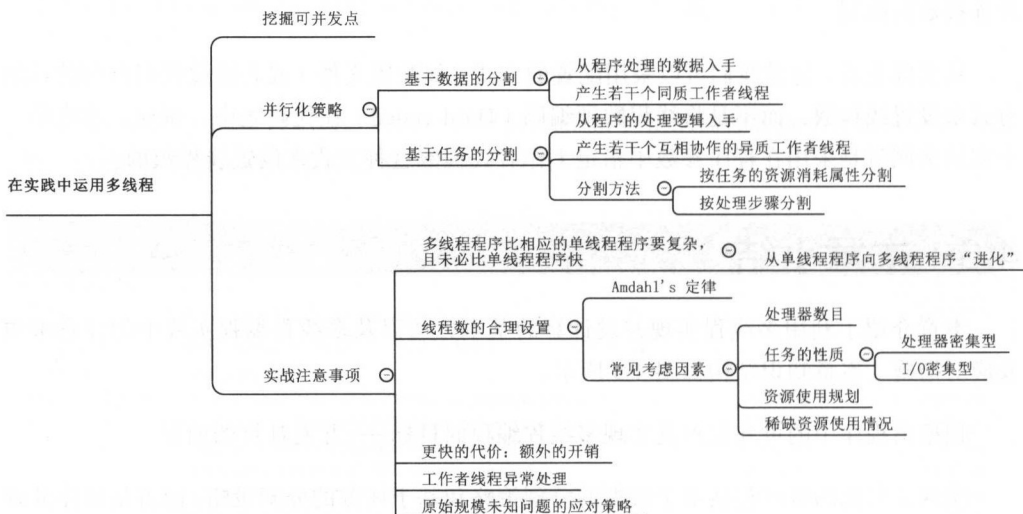 挖掘可并发点
从程序处理的数据入手
基于数据的分割
产生若干个同质工作者线程
并行化策略
从程序的处理逻辑入手
基于任务的分割
产生若干个互相协作的异质工作者线程
按任务的资源消耗属性分割
分割方法
按处理步骤分割
在实践中运用多线程
多线程程序比相应的单线程程序要复杂,
且未必比单线程程序快
从单线程程序向多线程程序“进化”
Amdahl's 定律
线程数的合理设置
处理器数目
处理器密集型
任务的性质
I/O密集型
常见考虑因素
资源使用规划
稀缺资源使用情况
实战注意事项
更快的代价：额外的开销
工作者线程异常处理
原始规模未知问题的应对策略